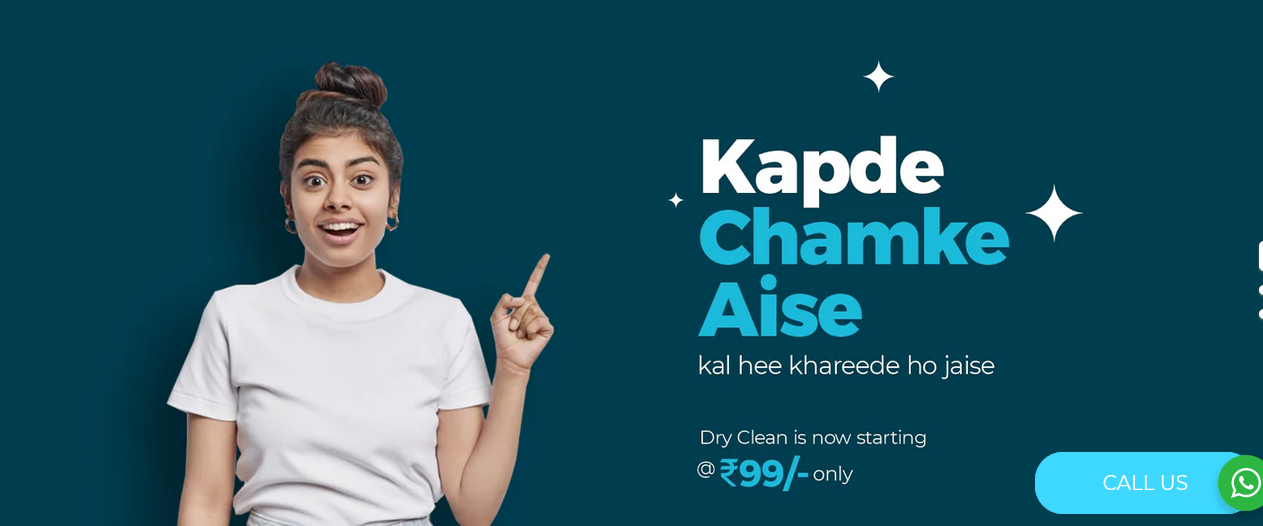 Kapde
Chamke
Aise
kal hee khareede ho jaise
Dry Clean is now starting
@ ₹99/- only
CALL US